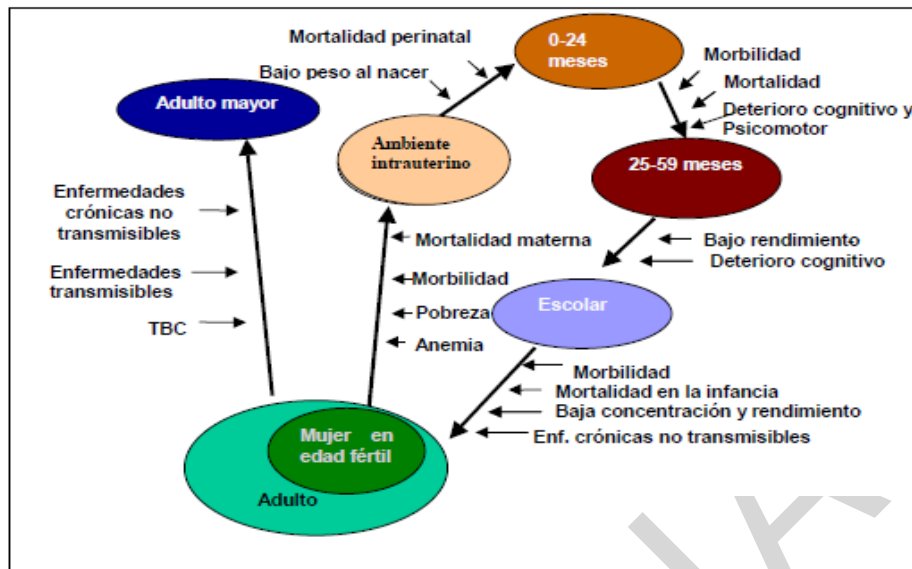 Mortalidad perinatal
Bajo peso al nacer
0-24
meses
Morbilidad
Mortalidad
Deterioro cognitivo y
Psicomotor
Adulto mayor
Ambiente
intrauterino
25-59 meses
Enfermedades
crónicas no
transmisibles
Enfermedades
transmisibles
TBC
Mortalidad materna
Morbilidad
Pobreza
Anemia
Bajo rendimiento
Deterioro cognitivo
Escolar
Morbilidad
Mortalidad en la infancia
Baja concentración y rendimiento
Enf. crónicas no transmisibles
Mujer en
edad fértil
Adulto